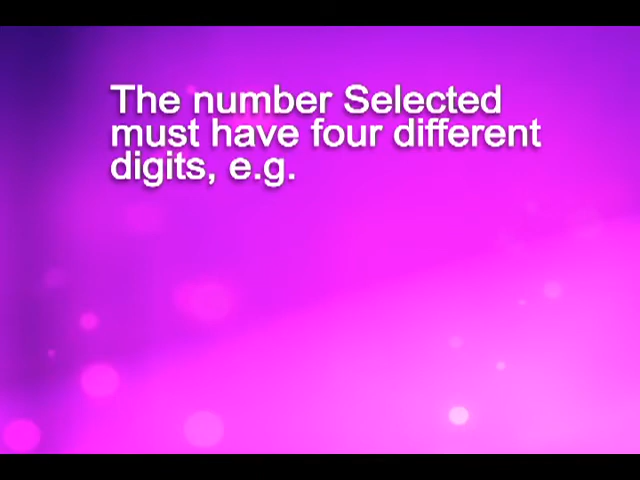 The number Selected
must have four different
digits, e.g.